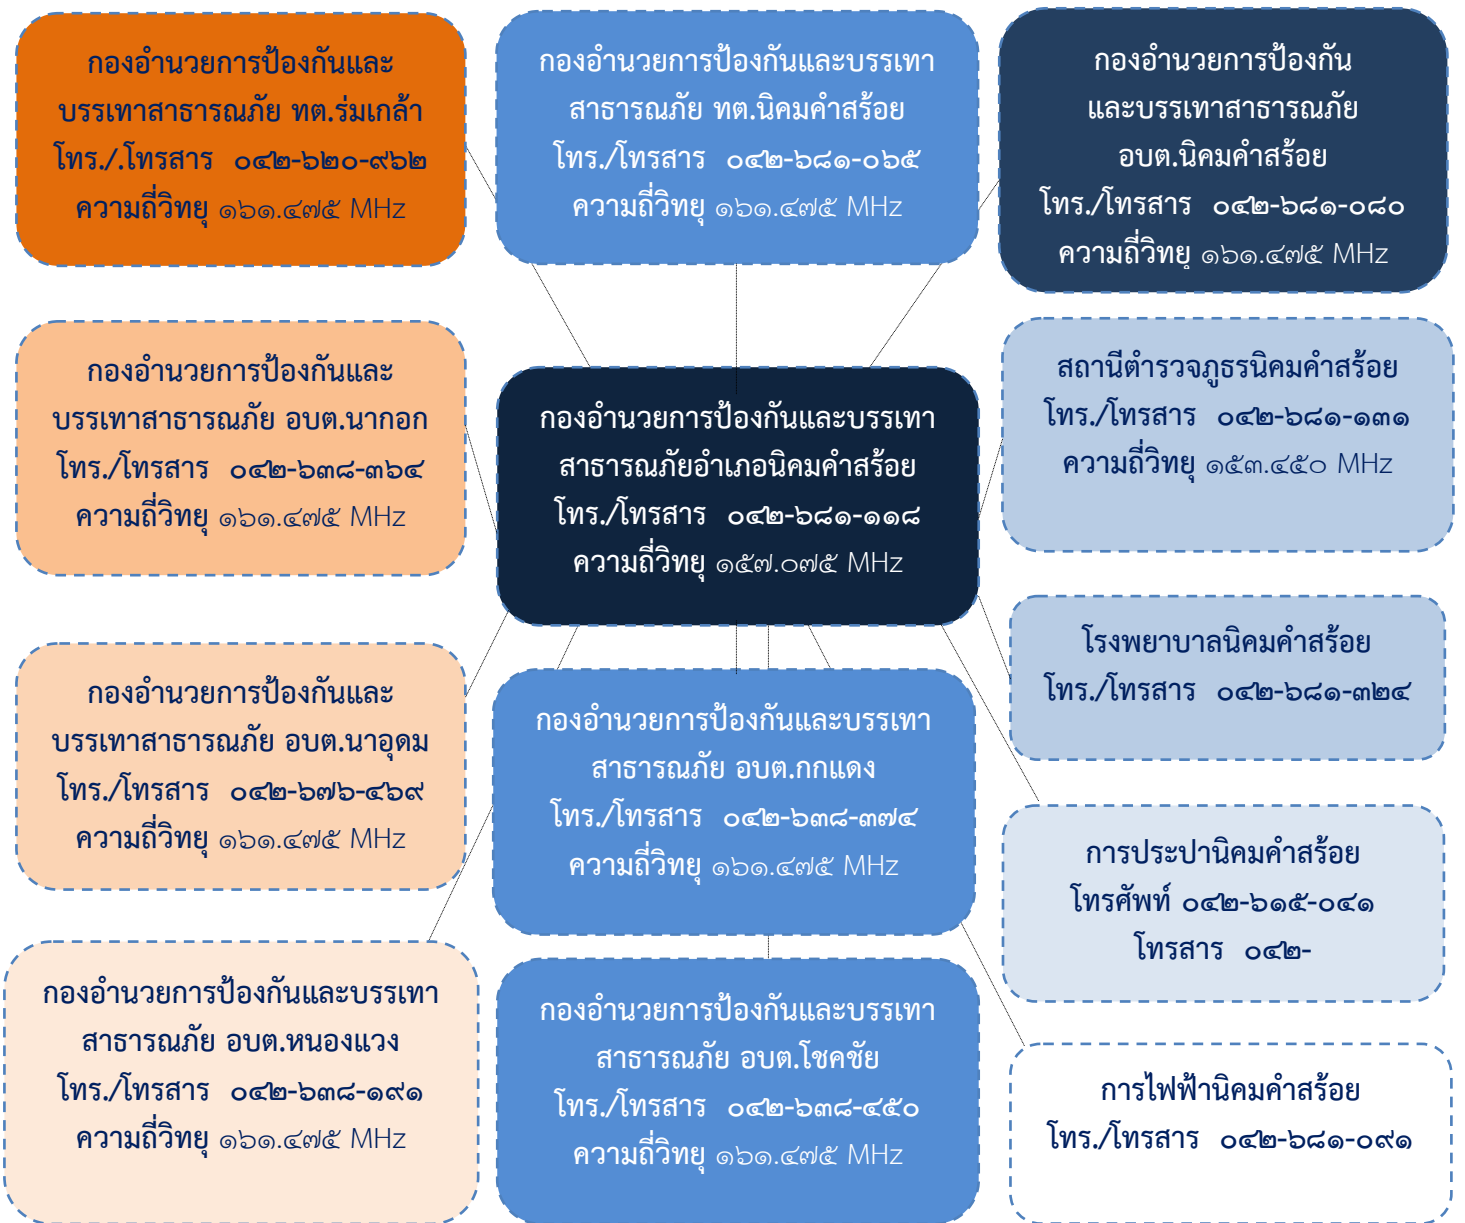 กองอำนวยการป้องกันและ
บรรเทาสาธารณภัย ทต.ร่มเกล้า
โทร./.โทรสาร ๐๔๒-๖๒๐-๙๖๒
ความถี่วิทยุ ๑๖๑.๔๗๕ MHz
กองอำนวยการป้องกันและบรรเทา
สาธารณภัย ทต.นิคมคำสร้อย
โทร./โทรสาร ๐๔๒-๖๘๑-๐๖๕
ความถี่วิทยุ ๑๖๑.๔๗๕ MHz
กองอำนวยการป้องกัน
และบรรเทาสาธารณภัย
อบต.นิคมคำสร้อย
โทร./โทรสาร ๐๔๒-๖๘๑-๐๘๐
ความถี่วิทยุ ๑๖๑.๔๗๕ MHz
กองอำนวยการป้องกันและ
บรรเทาสาธารณภัย อบต.นากอก
โทร./โทรสาร ๐๔๒-๖๓๘-๓๖๔
ความถี่วิทยุ ๑๖๑.๔๗๕ MHz
กองอำนวยการป้องกันและบรรเทา
สาธารณภัยอำเภอนิคมคำสร้อย
โทร./โทรสาร ๐๔๒-๖๘๑-๑๑๘
ความถี่วิทยุ ๑๕๗.๐๗๕ MHz
สถานีตำรวจภูธรนิคมคำสร้อย
โทร./โทรสาร ๐๔๒-๖๘๑-๑๓๑
ความถี่วิทยุ ๑๕๓.๔๕๐ MHz
โรงพยาบาลนิคมคำสร้อย
โทร./โทรสาร ๐๔๒-๖๘๑-๓๒๔
กองอำนวยการป้องกันและ
บรรเทาสาธารณภัย อบต.นาอุดม
โทร./โทรสาร ๐๔๒-๖๗๖-๔๖๙
ความถี่วิทยุ ๑๖๑.๔๗๕ MHz
กองอำนวยการป้องกันและบรรเทา
สาธารณภัย อบต.กกแดง
โทร./โทรสาร ๐๔๒-๖๓๘-๓๗๔
ความถี่วิทยุ ๑๖๑.๔๗๕ MHz
การประปานิคมคำสร้อย
โทรศัพท์ ๐๔๒-๖๑๕-๐๔๑
โทรสาร ๐๔๒-
กองอำนวยการป้องกันและบรรเทา
สาธารณภัย อบต.หนองแวง
โทร./โทรสาร ๐๔๒-๖๓๘-๑๙๑
ความถี่วิทยุ ๑๖๑.๔๗๕ MHz
กองอำนวยการป้องกันและบรรเทา
สาธารณภัย อบต.โชคชัย
โทร./โทรสาร ๐๔๒-๖๓๘-๔๕๐
ความถี่วิทยุ ๑๖๑.๔๗๕ MHz
การไฟฟ้านิคมคำสร้อย
โทร./โทรสาร ๐๔๒-๖๘๑-๐๙๑